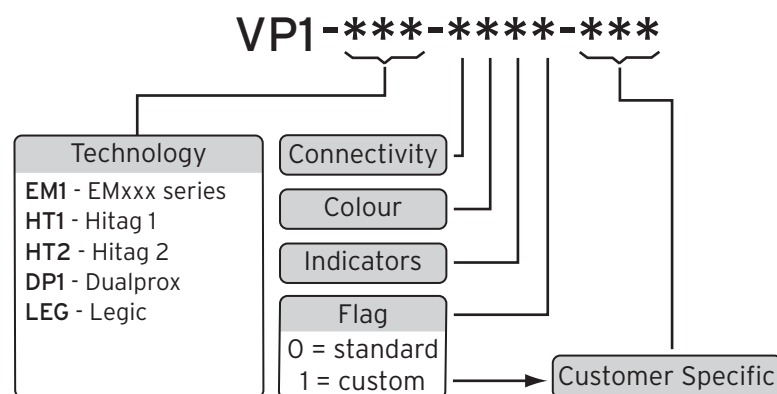 VP1-***-****-***
Technology
EM1 - EMxxx series
HT1 - Hitag 1
HT2 - Hitag 2
DP1 - Dualprox
LEG - Legic
Connectivity
Colour
Indicators
Flag
0 = standard
1 = custom
Customer Specific